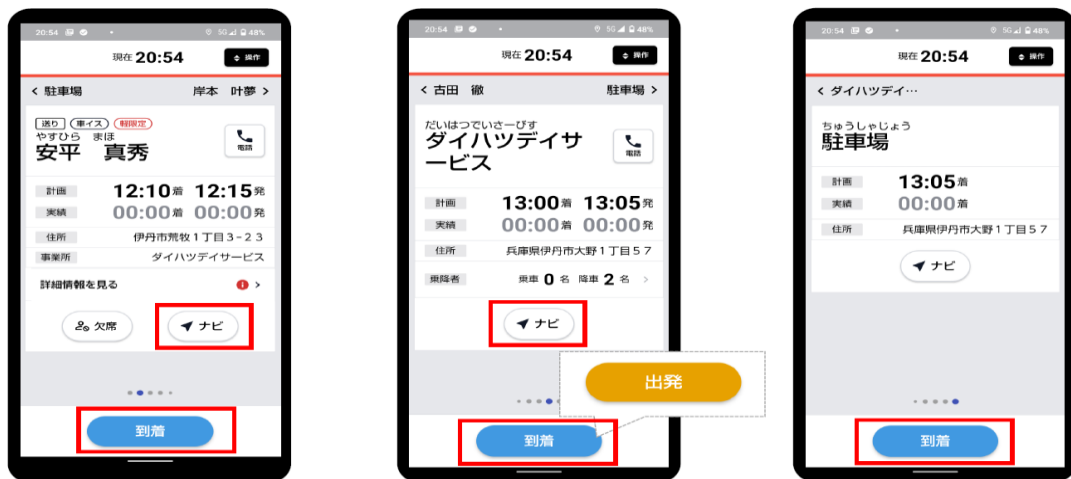 20:54 5G 48%
現在 20:54
操作
< 駐車場 岸本 叶夢 >
送り 車イス 軽限定
やすひら まほ
安平 真秀
電話
計画 12:10着 12:15発
実績 00:00着 00:00発
住所 伊丹市荒牧1丁目3-23
事業所 ダイハツデイサービス
詳細情報を見る >
欠席
ナビ
到着
20:54 5G 48%
現在 20:54
操作
< 古田 徹 駐車場 >
だいはつでいさーびす
ダイハツデイサ
ービス
電話
計画 13:00着 13:05発
実績 00:00着 00:00発
住所 兵庫県伊丹市大野1丁目57
乗降者 乗車 0 名 降車 2 名 >
ナビ
出発
到着
20:54 5G 48%
現在 20:54
操作
< ダイハツデイ…
ちゅうしゃじょう
駐車場
計画 13:05着
実績 00:00着
住所 兵庫県伊丹市大野1丁目57
ナビ
到着